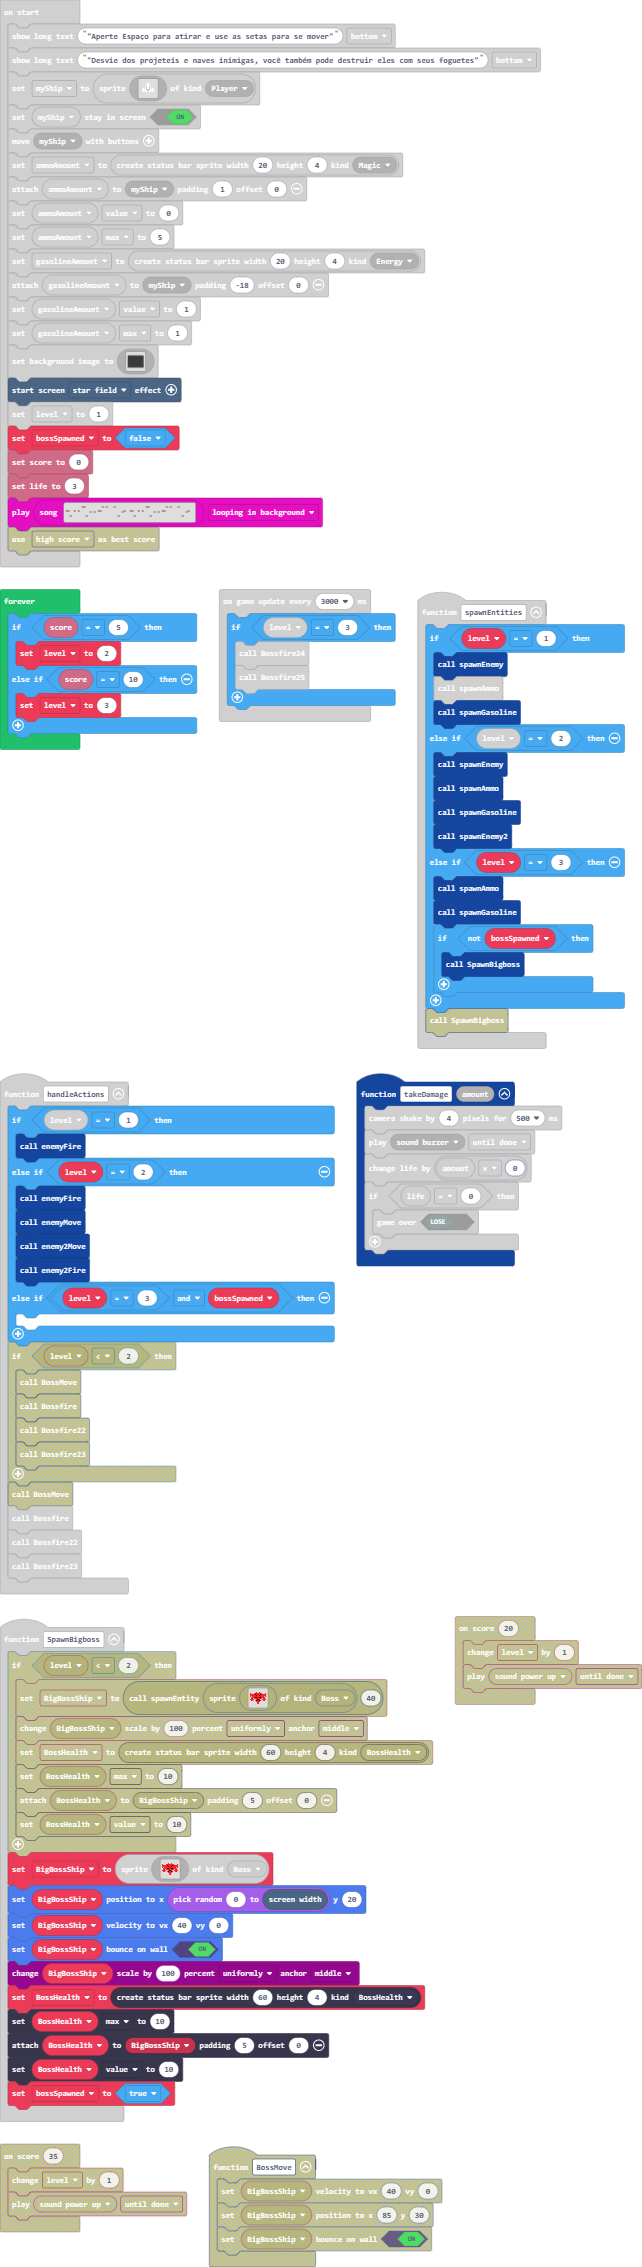 on start
show long text " "Aperte Espaço para atirar e use as setas para se mover" " bottom
show long text " "Desvie dos projeteis e naves inimigas, você também pode destruir eles com seus foguetes" " bottom
set myShip to sprite of kind Player
set myShip stay in screen ON
move myShip with buttons
set ammoAmount to create status bar sprite width 20 height 4 kind Magic
attach ammoAmount to myShip padding 1 offset 0
set ammoAmount value to 0
set ammoAmount max to 5
set gasolineAmount to create status bar sprite width 20 height 4 kind Energy
attach gasolineAmount to myShip padding -18 offset 0
set gasolineAmount value to 1
set gasolineAmount max to 1
set background image to
start screen star field effect
set level to 1
set bossSpawned to false
set score to 0
set life to 3
play song looping in background
use high score as best score
forever
if score = 5 then
set level to 2
else if score = 10 then
set level to 3
on game update every 3000 ms
if level = 3 then
call Bossfire24
call Bossfire25
function spawnEntities
if level = 1 then
call spawnEnemy
call spawnAmmo
call spawnGasoline
else if level = 2 then
call spawnEnemy
call spawnAmmo
call spawnGasoline
call spawnEnemy2
else if level = 3 then
call spawnAmmo
call spawnGasoline
if not bossSpawned then
call SpawnBigboss
call SpawnBigboss
function handleActions
if level = 1 then
call enemyFire
else if level = 2 then
call enemyFire
call enemyMove
call enemy2Move
call enemy2Fire
else if level = 3 and bossSpawned then
if level < 2 then
call BossMove
call Bossfire
call Bossfire22
call Bossfire23
call BossMove
call Bossfire
call Bossfire22
call Bossfire23
function takeDamage amount
camera shake by 4 pixels for 500 ms
play sound buzzer until done
change life by amount × 0
if life = 0 then
game over LOSE
function SpawnBigboss
if level < 2 then
set BigBossShip to call spawnEntity sprite of kind Boss 40
change BigBossShip scale by 100 percent uniformly anchor middle
set BossHealth to create status bar sprite width 60 height 4 kind BossHealth
set BossHealth max to 10
attach BossHealth to BigBossShip padding 5 offset 0
set BossHealth value to 10
set BigBossShip to sprite of kind Boss
set BigBossShip position to x pick random 0 to screen width y 20
set BigBossShip velocity to vx 40 vy 0
set BigBossShip bounce on wall ON
change BigBossShip scale by 100 percent uniformly anchor middle
set BossHealth to create status bar sprite width 60 height 4 kind BossHealth
set BossHealth max to 10
attach BossHealth to BigBossShip padding 5 offset 0
set BossHealth value to 10
set bossSpawned to true
on score 20
change level by 1
play sound power up until done
on score 35
change level by 1
play sound power up until done
function BossMove
set BigBossShip velocity to vx 40 vy 0
set BigBossShip position to x 85 y 30
set BigBossShip bounce on wall ON